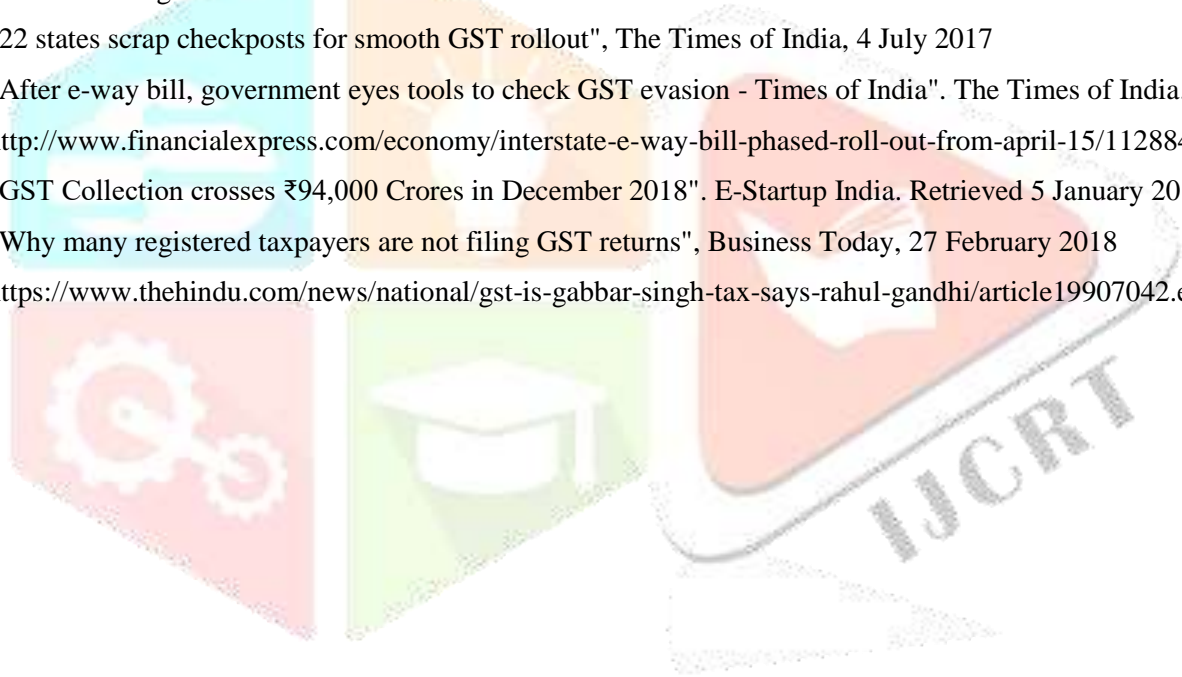 22 states scrap checkposts for smooth GST rollout", The Times of India, 4 July 2017
After e-way bill, government eyes tools to check GST evasion - Times of India". The Times of India.
ttp://www.financialexpress.com/economy/interstate-e-way-bill-phased-roll-out-from-april-15/112884
GST Collection crosses ₹94,000 Crores in December 2018". E-Startup India. Retrieved 5 January 20
Why many registered taxpayers are not filing GST returns", Business Today, 27 February 2018
ttps://www.thehindu.com/news/national/gst-is-gabbar-singh-tax-says-rahul-gandhi/article19907042.e
IJCRT